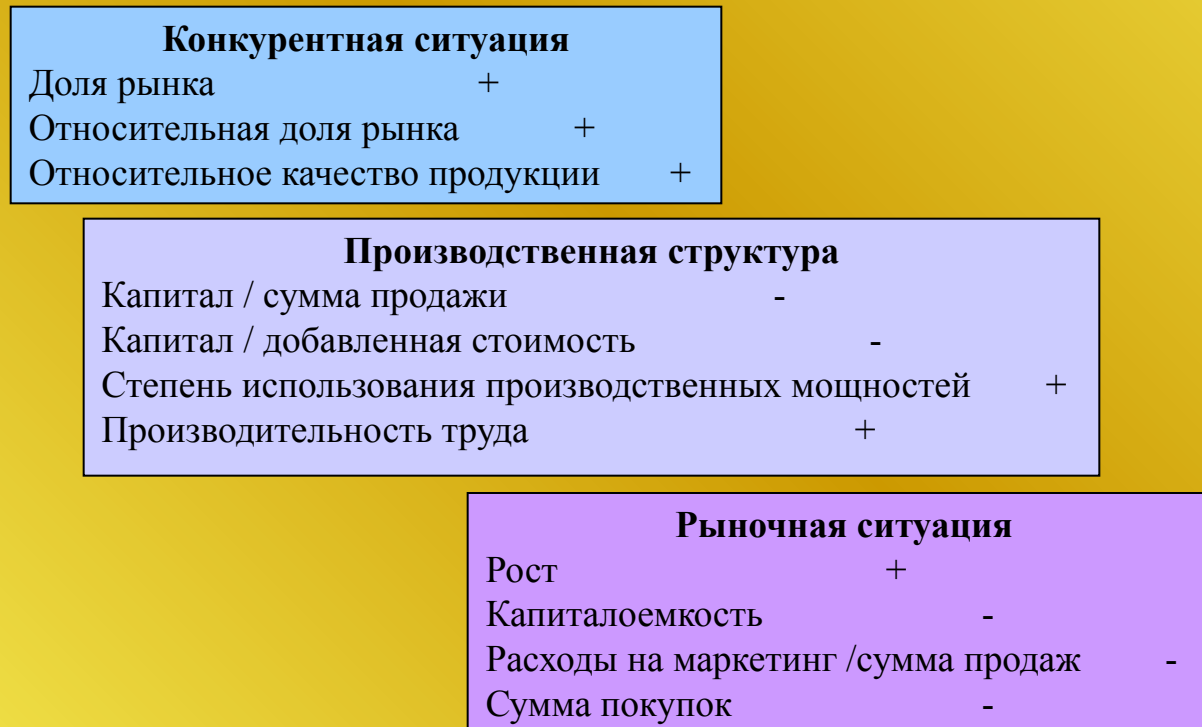 Конкурентная ситуация
Доля рынка +
Относительная доля рынка +
Относительное качество продукции +
Производственная структура
Капитал / сумма продажи -
Капитал / добавленная стоимость -
Степень использования производственных мощностей +
Производительность труда +
Рыночная ситуация
Рост +
Капиталоемкость -
Расходы на маркетинг /сумма продаж -
Сумма покупок -